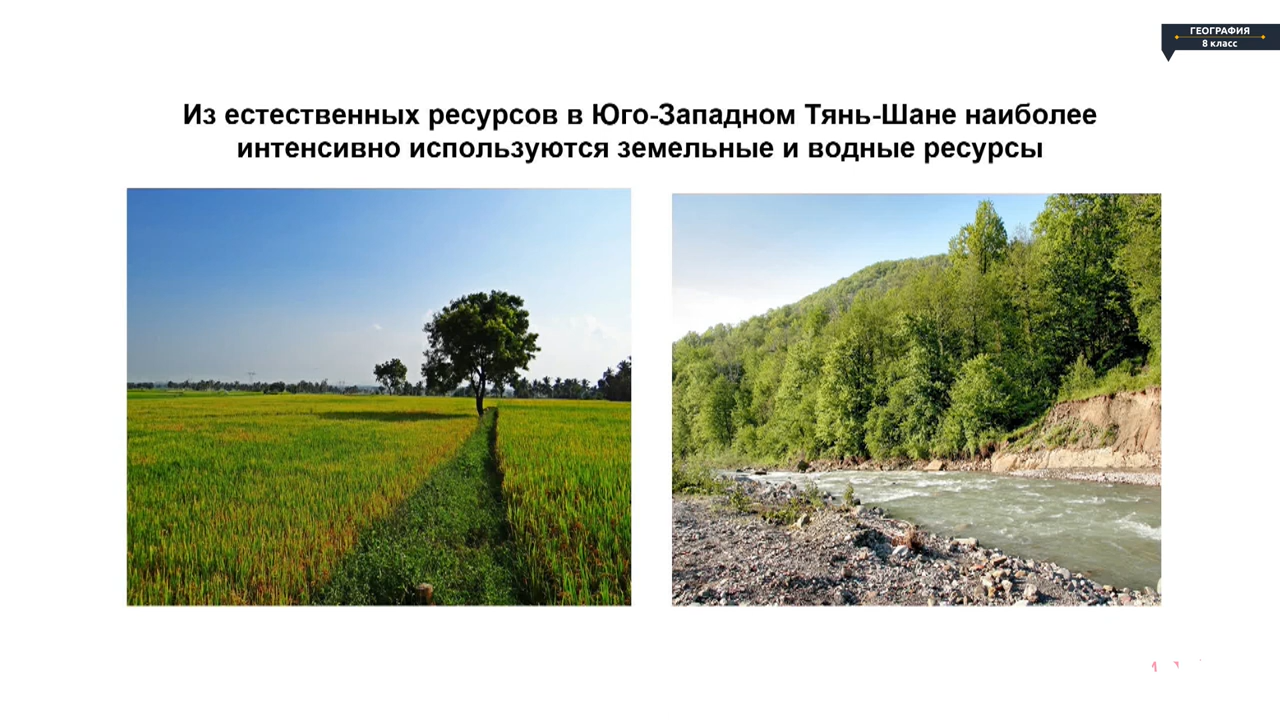 ГЕОГРАФИЯ
8 класс
Из естественных ресурсов в Юго-Западном Тянь-Шане наиболее
интенсивно используются земельные и водные ресурсы